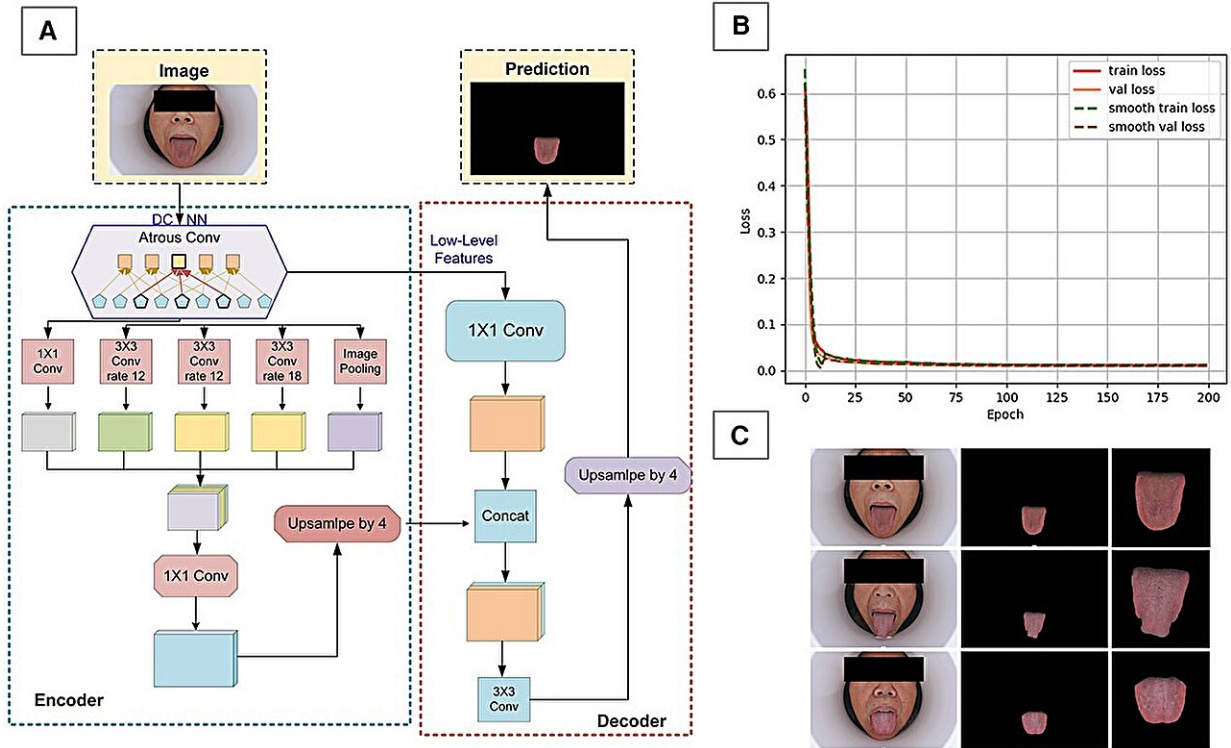 A
Image
Prediction
DC NN
Atrous Conv
Low-Level
Features
1X1
Conv
3X3
Conv
rate 12
3X3
Conv
rate 12
3X3
Conv
rate 18
Image
Pooling
1X1 Conv
Upsamlpe by 4
Concat
Upsamlpe by 4
1X1 Conv
3X3
Conv
Encoder
Decoder
B
train loss
val loss
smooth train loss
smooth val loss
Loss
0.6
0.5
0.4
0.3
0.2
0.1
0.0
0 25 50 75 100 125 150 175 200
Epoch
C